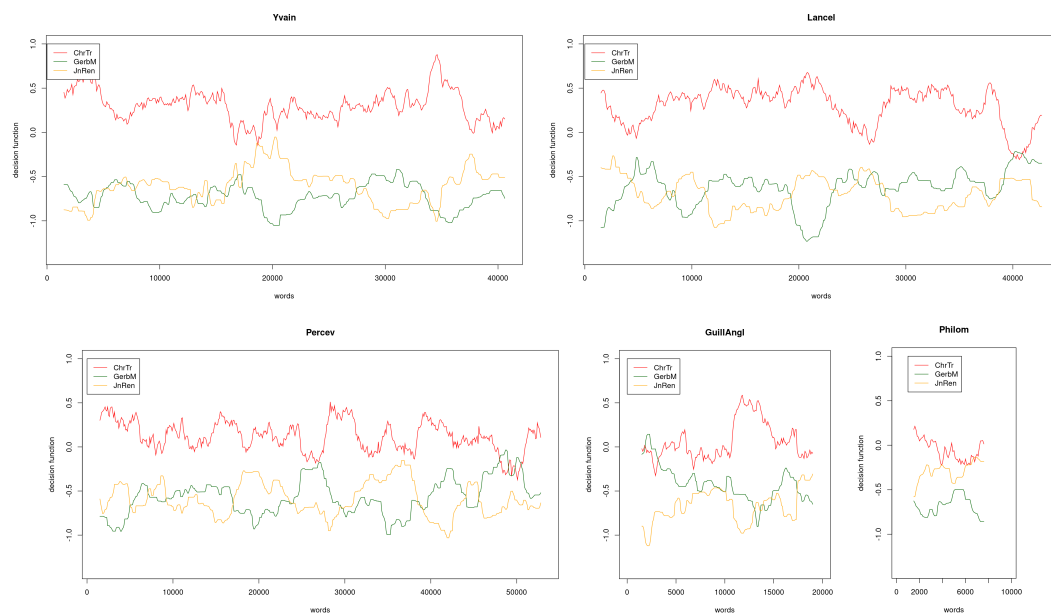 Yvain
decision function
1.0
0.5
0.0
-0.5
-1.0
ChrTr
GerbM
JnRen
0 10000 20000 30000 40000
words
Lancel
decision function
1.0
0.5
0.0
-0.5
-1.0
ChrTr
GerbM
JnRen
0 10000 20000 30000 40000
words
Percev
decision function
1.0
0.5
0.0
-0.5
-1.0
ChrTr
GerbM
JnRen
0 10000 20000 30000 40000 50000
words
GuillAngl
decision function
1.0
0.5
0.0
-0.5
-1.0
ChrTr
GerbM
JnRen
0 5000 10000 15000 20000
words
Philom
decision function
1.0
0.5
0.0
-0.5
-1.0
ChrTr
GerbM
JnRen
0 2000 6000 10000
words